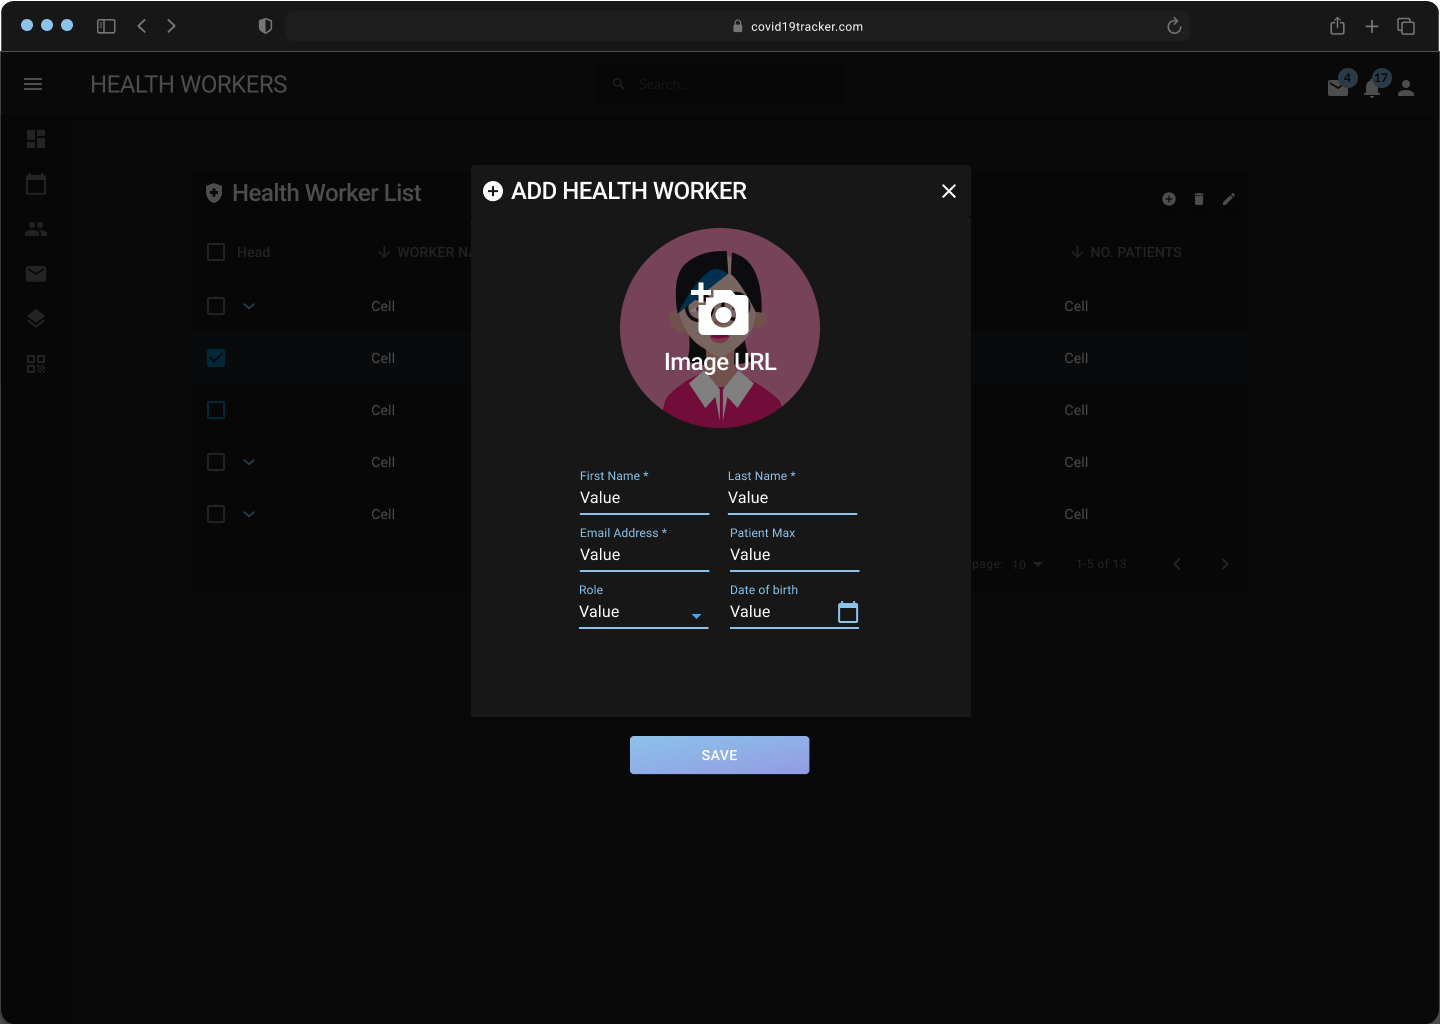 covid19tracker.com
HEALTH WORKERS
Search...
4
17
Health Worker List
Head
WORKER NA
NO. PATIENTS
Cell
Cell
Cell
Cell
Cell
Cell
Cell
Cell
Cell
Cell
page: 10
1-5 of 13
ADD HEALTH WORKER
Image URL
First Name *
Last Name *
Value
Value
Email Address *
Patient Max
Value
Value
Role
Date of birth
Value
Value
SAVE